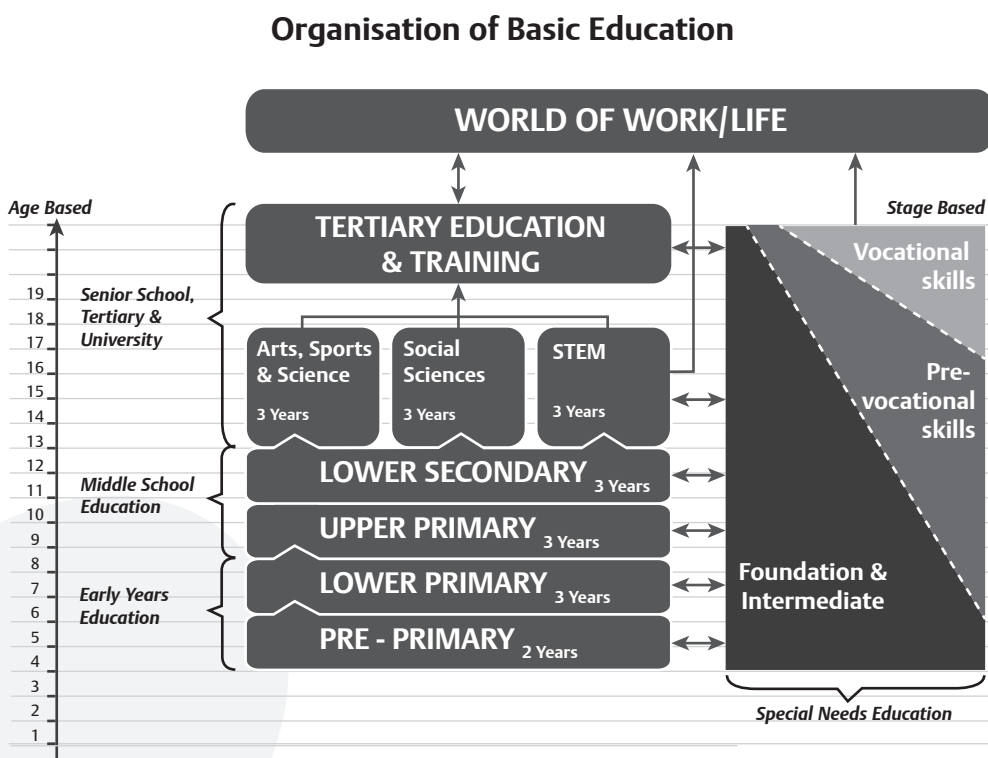 Organisation of Basic Education
WORLD OF WORK/LIFE
Age Based
Stage Based
TERTIARY EDUCATION
& TRAINING
Vocational
skills
Senior School,
Tertiary &
University
Arts, Sports
& Science
3 Years
Social
Sciences
3 Years
STEM
3 Years
Pre-
vocational
skills
Middle School
Education
LOWER SECONDARY 3 Years
UPPER PRIMARY 3 Years
Early Years
Education
LOWER PRIMARY 3 Years
PRE - PRIMARY 2 Years
Foundation &
Intermediate
Special Needs Education
19
18
17
16
15
14
13
12
11
10
9
8
7
6
5
4
3
2
1